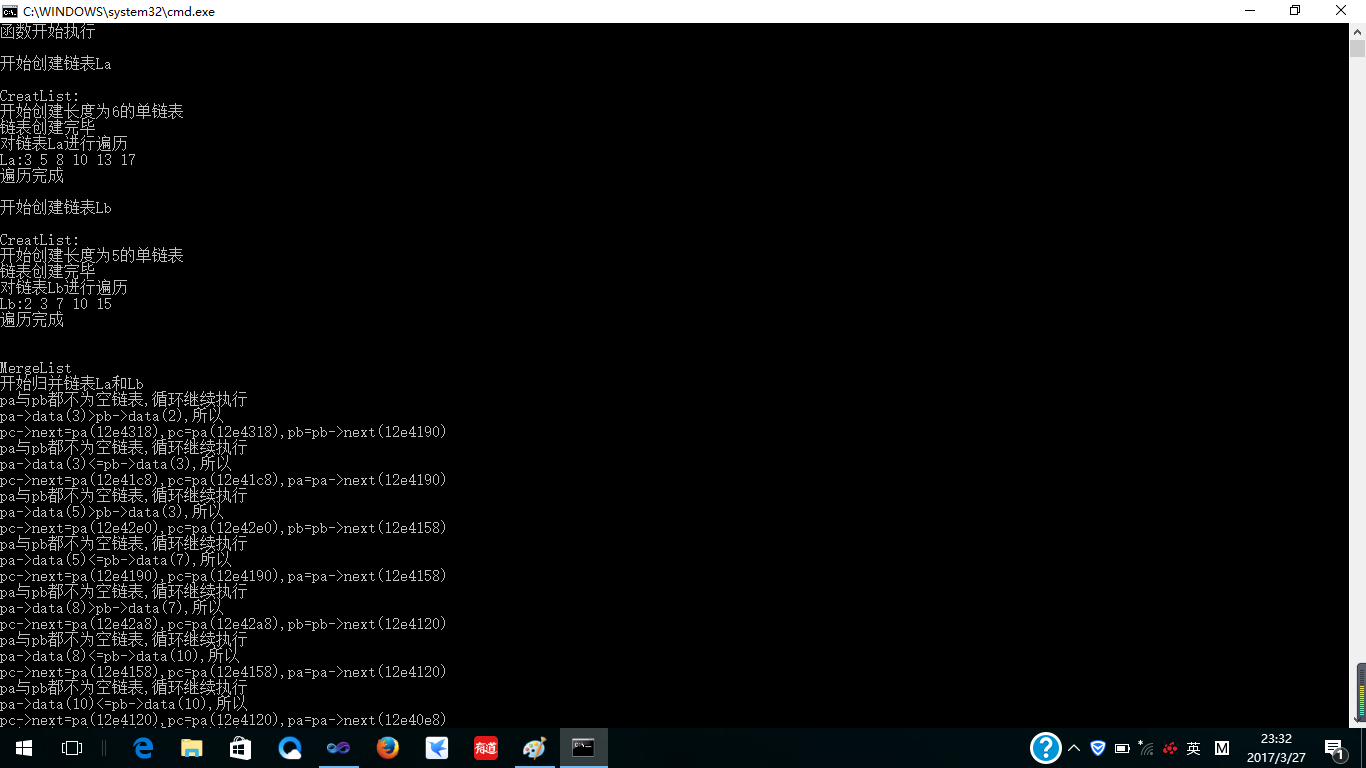 C:\WINDOWS\system32\cmd.exe
函数开始执行
开始创建链表La
CreatList:
开始创建长度为6的单链表
链表创建完毕
对链表La进行遍历
La:3 5 8 10 13 17
遍历完成
开始创建链表Lb
CreatList:
开始创建长度为5的单链表
链表创建完毕
对链表Lb进行遍历
Lb:2 3 7 10 15
遍历完成
MergeList
开始归并链表La和Lb
pa与pb都不为空链表,循环继续执行
pa->data(3)>pb->data(2),所以
pc->next=pa(12e4318),pc=pa(12e4318),pb=pb->next(12e4190)
pa与pb都不为空链表,循环继续执行
pa->data(3)<=pb->data(3),所以
pc->next=pa(12e41c8),pc=pa(12e41c8),pa=pa->next(12e4190)
pa与pb都不为空链表,循环继续执行
pa->data(5)>pb->data(3),所以
pc->next=pa(12e42e0),pc=pa(12e42e0),pb=pb->next(12e4158)
pa与pb都不为空链表,循环继续执行
pa->data(5)<=pb->data(7),所以
pc->next=pa(12e4190),pc=pa(12e4190),pa=pa->next(12e4158)
pa与pb都不为空链表,循环继续执行
pa->data(8)>pb->data(7),所以
pc->next=pa(12e42a8),pc=pa(12e42a8),pb=pb->next(12e4120)
pa与pb都不为空链表,循环继续执行
pa->data(8)<=pb->data(10),所以
pc->next=pa(12e4158),pc=pa(12e4158),pa=pa->next(12e4120)
pa与pb都不为空链表,循环继续执行
pa->data(10)<=pb->data(10),所以
pc->next=pa(12e4120),pc=pa(12e4120),pa=pa->next(12e40e8)
有道
英
M
23:32
2017/3/27
1